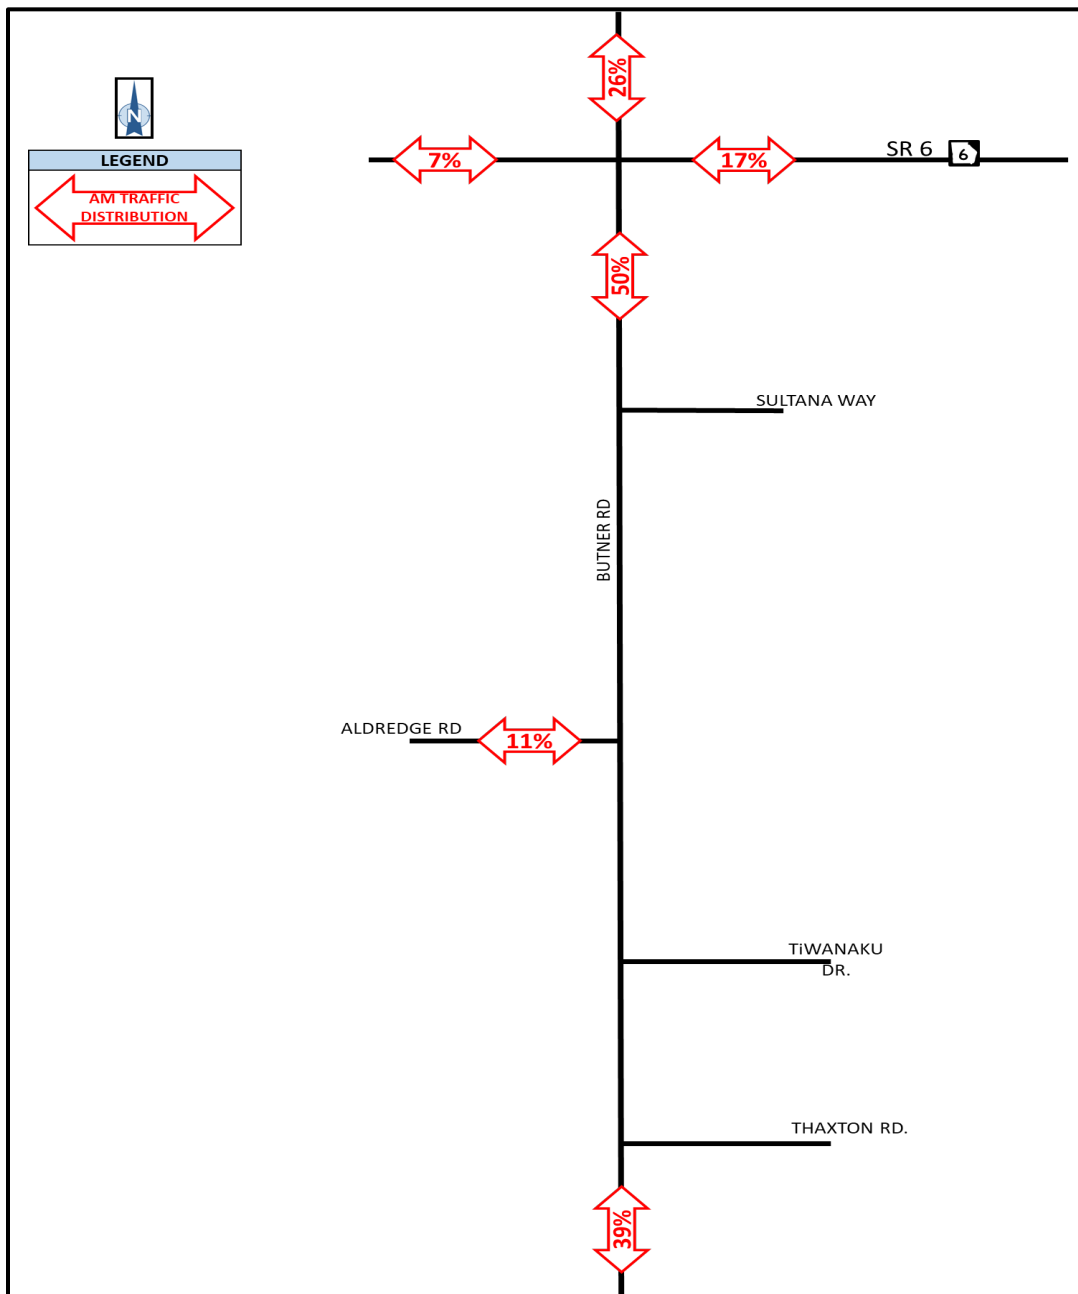 26%
N
LEGEND
AM TRAFFIC
DISTRIBUTION
7%
17%
SR 6
6
50%
SULTANA WAY
BUTNER RD
ALDREDGE RD
11%
TiWANAKU
DR.
THAXTON RD.
39%